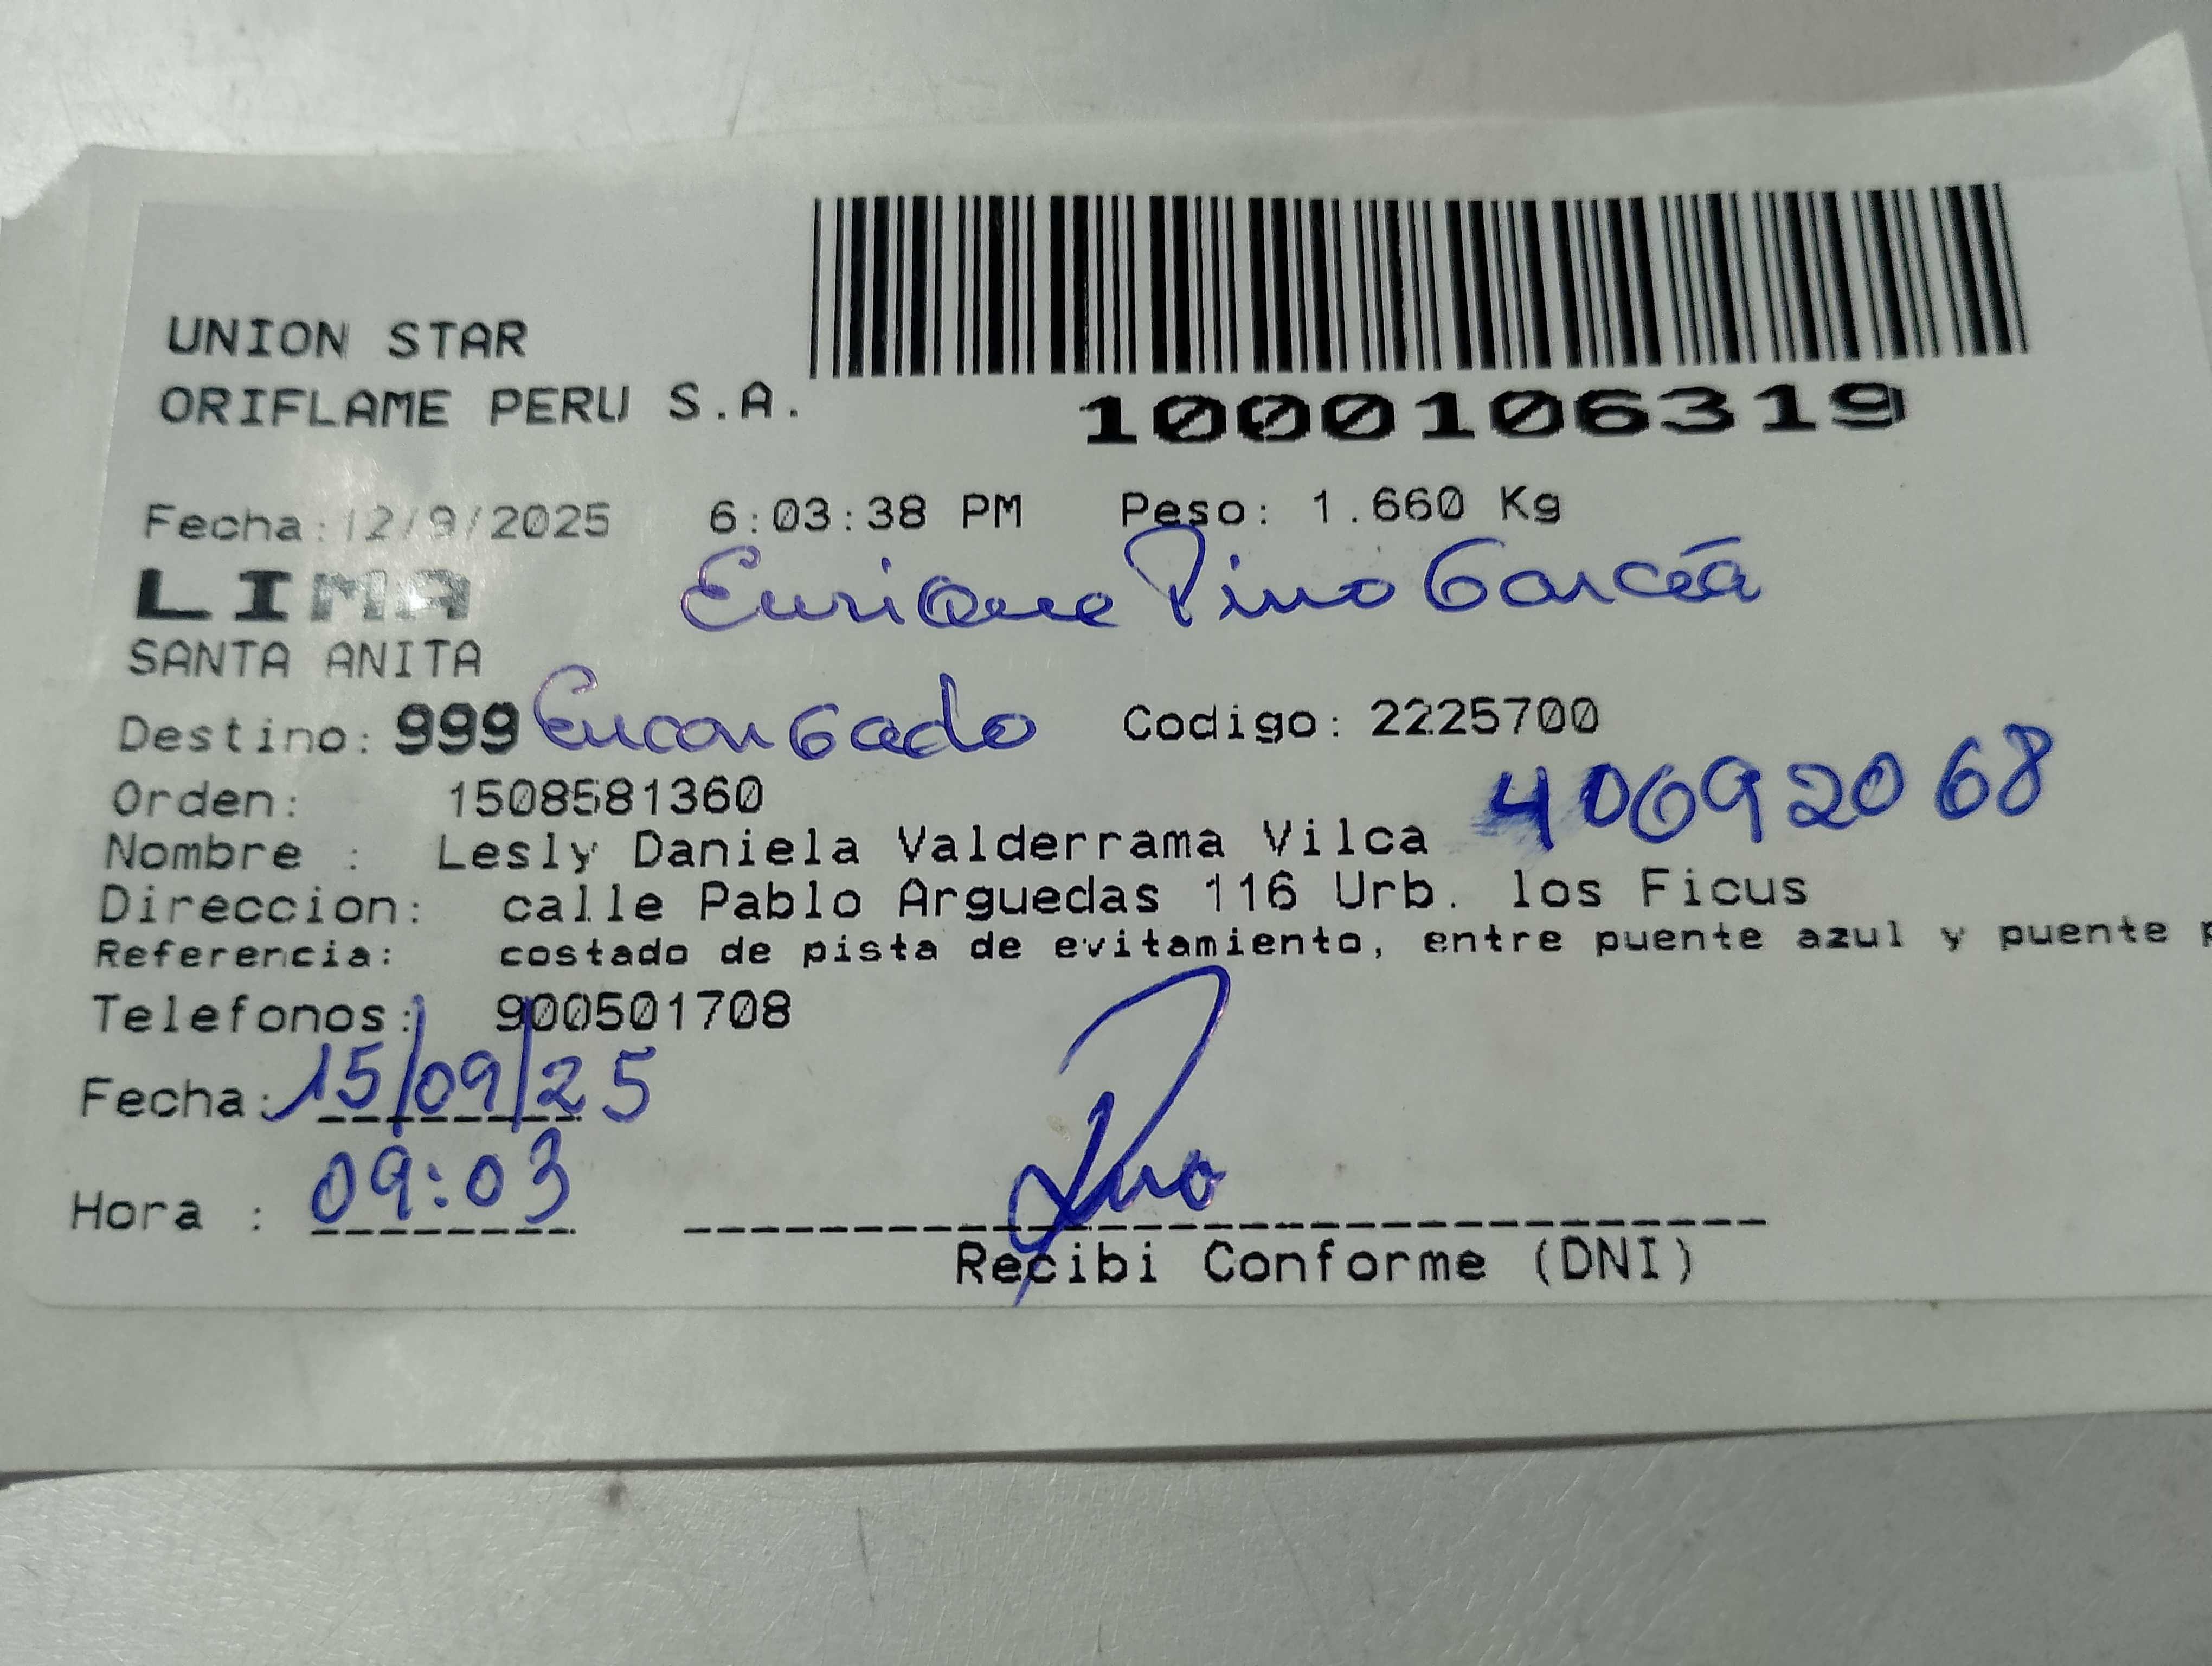 UNION STAR
ORIFLAME PERU S.A.
1000106319
Fecha:12/9/2025 6:03:38 PM Peso: 1.660 Kg
LIMA
Enrique Pino García
SANTA ANITA
Destino: 999 Encargado Codigo: 2225700
Orden: 1508581360
40692068
Nombre : Lesly Daniela Valderrama Vilca
Direccion: calle Pablo Arguedas 116 Urb. los Ficus
Referencia: costado de pista de evitamiento, entre puente azul y puente
Telefonos: 900501708
Fecha: 15/09/25
Hora : 09:03
Pino
Recibi Conforme (DNI)